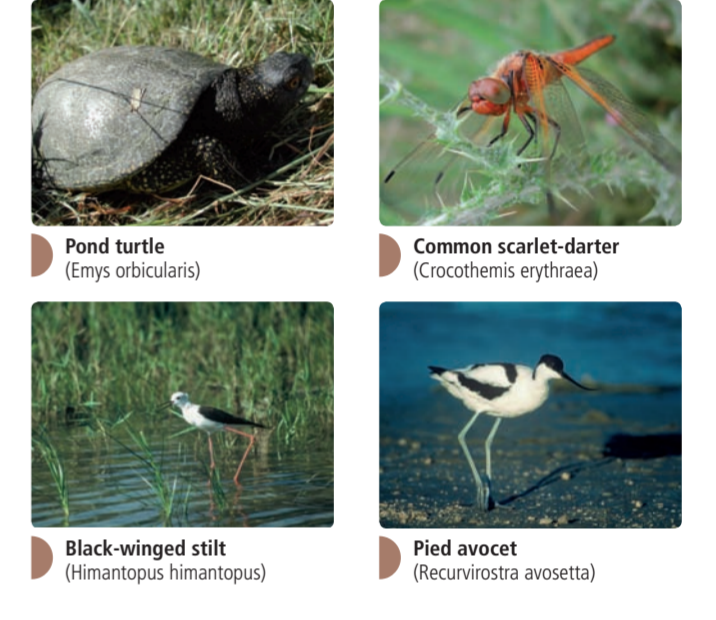 Pond turtle
(Emys orbicularis)
Common scarlet-darter
(Crocothemis erythraea)
Black-winged stilt
(Himantopus himantopus)
Pied avocet
(Recurvirostra avosetta)